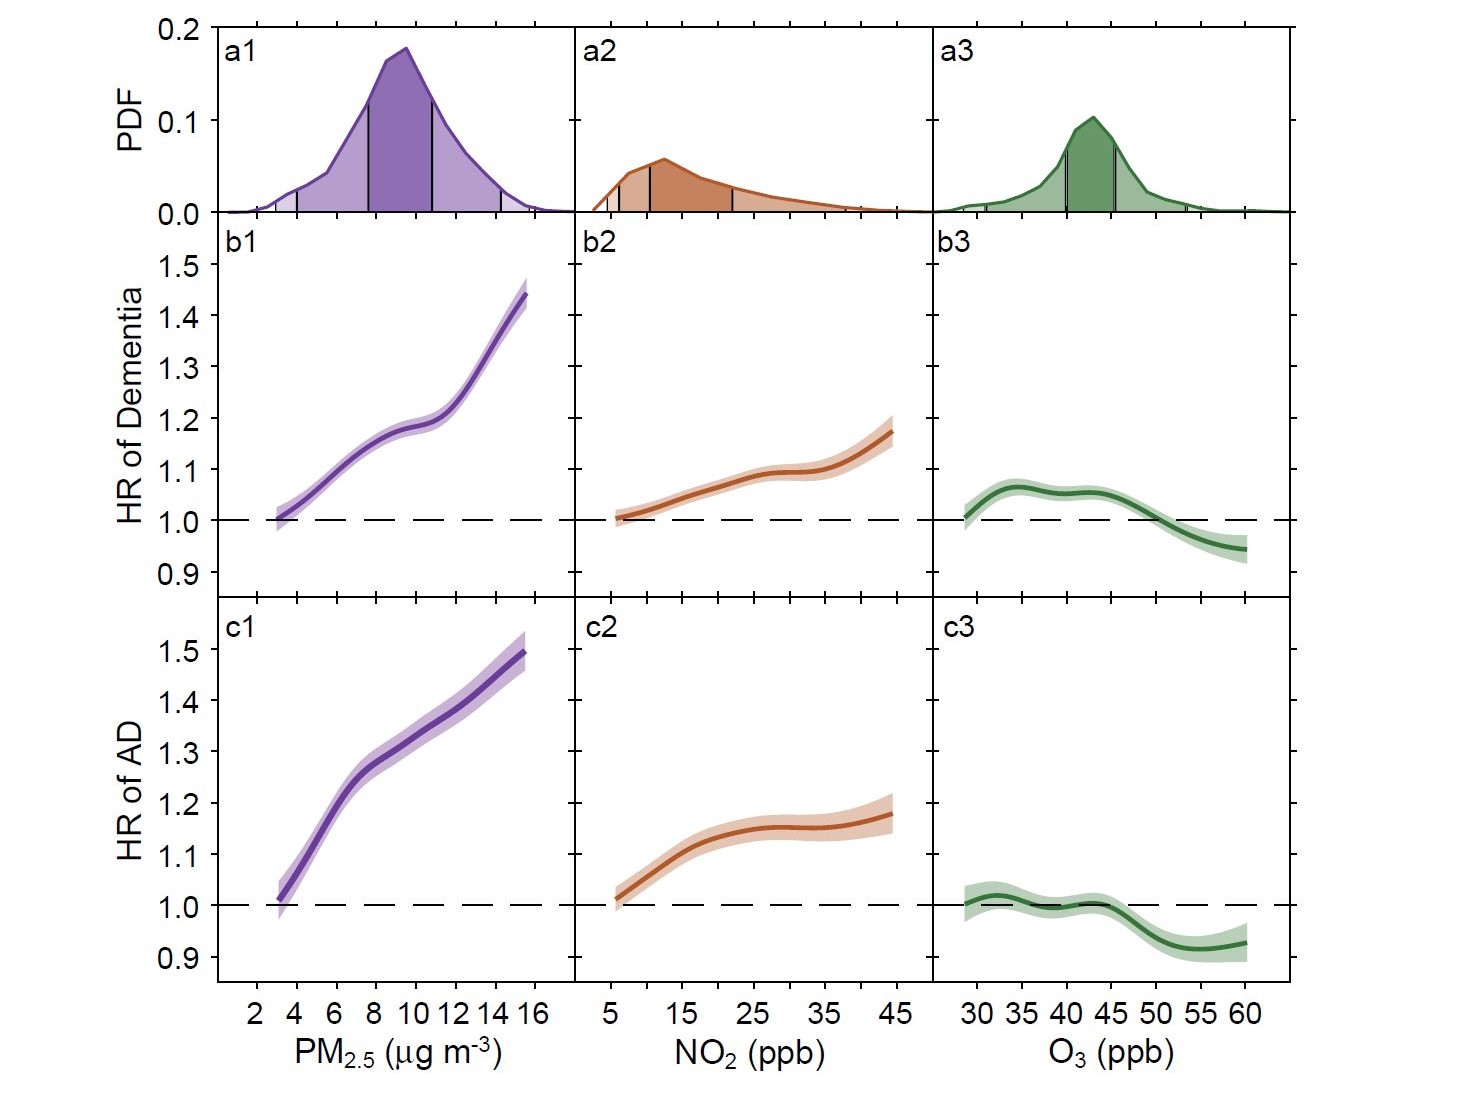 PDF
0.2
0.1
0.0
a1
a2
a3
HR of Dementia
1.5
1.4
1.3
1.2
1.1
1.0
0.9
b1
b2
b3
HR of AD
1.5
1.4
1.3
1.2
1.1
1.0
0.9
c1
c2
c3
2 4 6 8 10 12 14 16
5 15 25 35 45
30 35 40 45 50 55 60
PM2.5 (μg m-3)
NO2 (ppb)
O3 (ppb)